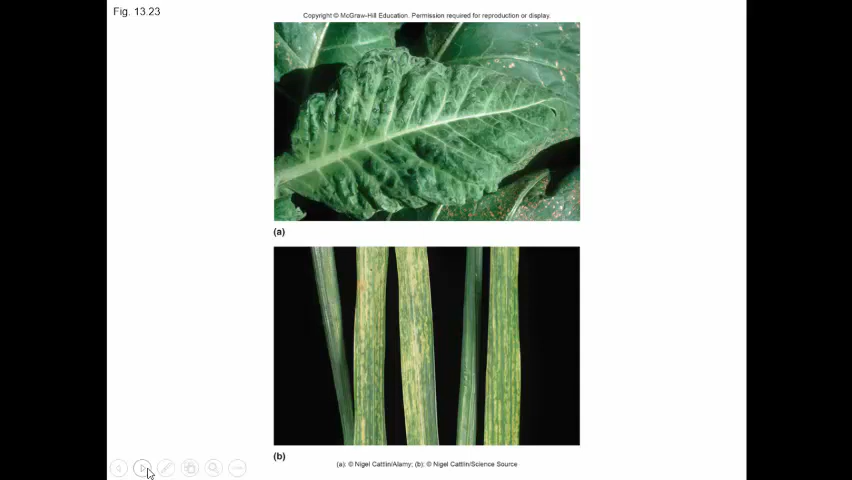 Fig. 13.23
Copyright © McGraw-Hill Education. Permission required for reproduction or display.
(a)
(b)
(a): © Nigel Cattlin/Alamy; (b): © Nigel Cattlin/Science Source